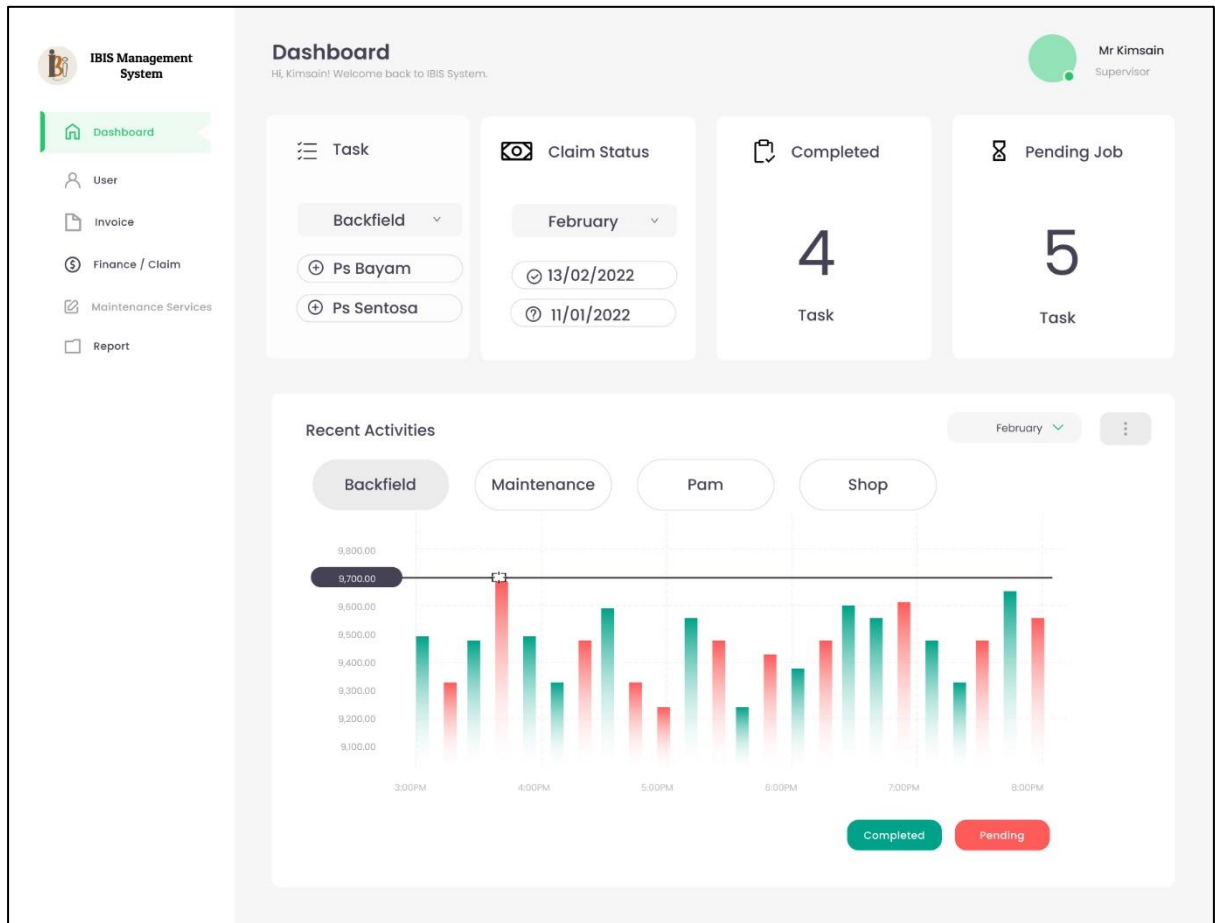 IBIS Management
System
Dashboard
User
Invoice
Finance / Claim
Maintenance Services
Report
Dashboard
Hi, Kimsain! Welcome back to IBIS System.
Mr Kimsain
Supervisor
Task
Backfield
Ps Bayam
Ps Sentosa
Claim Status
February
13/02/2022
11/01/2022
Completed
4
Task
Pending Job
5
Task
Recent Activities
February
Backfield
Maintenance
Pam
Shop
9,800.00
9,700.00
9,600.00
9,500.00
9,400.00
9,300.00
9,200.00
9,100.00
3:00PM
4:00PM
5:00PM
6:00PM
7:00PM
8:00PM
Completed
Pending